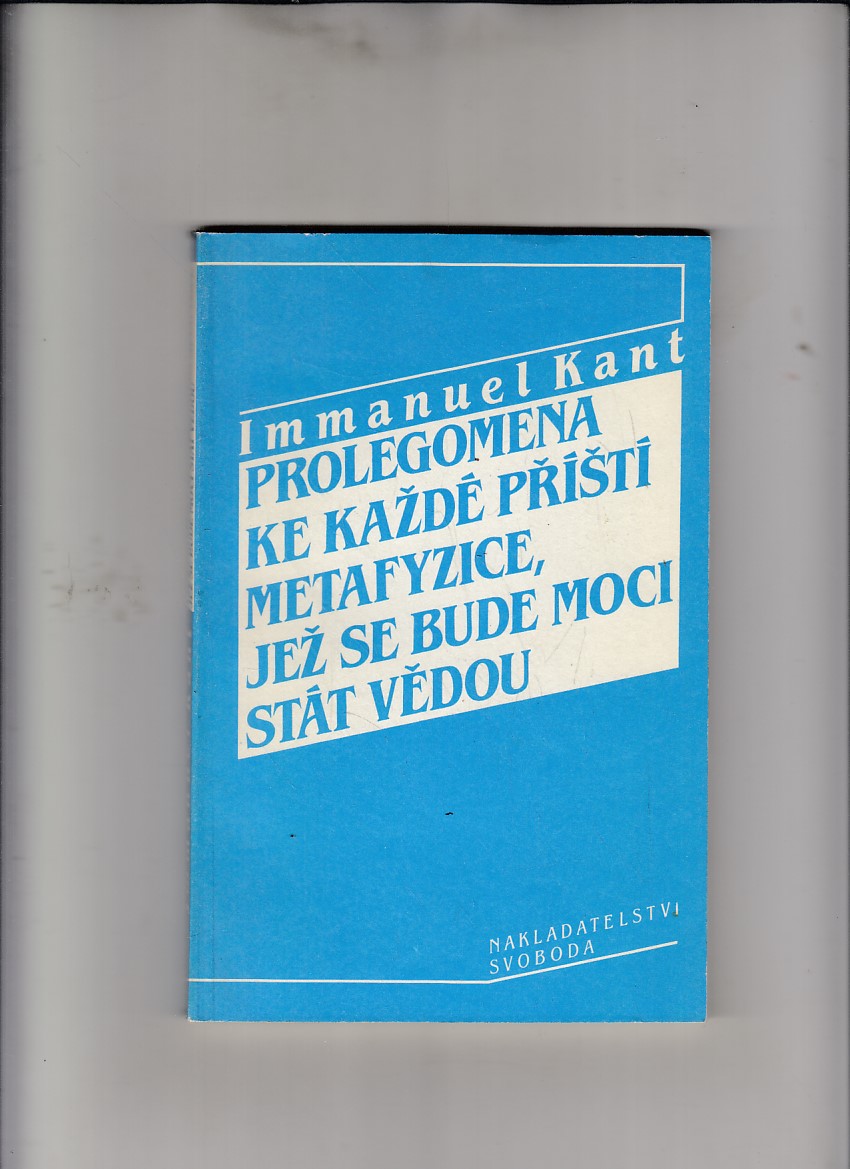 Immanuel Kant
PROLEGOMENA
KE KAŽDÉ PŘÍŠTÍ
METAFYZICE,
JEŽ SE BUDE MOCI
STÁT VĚDOU
NAKLADATELSTVÍ
SVOBODA